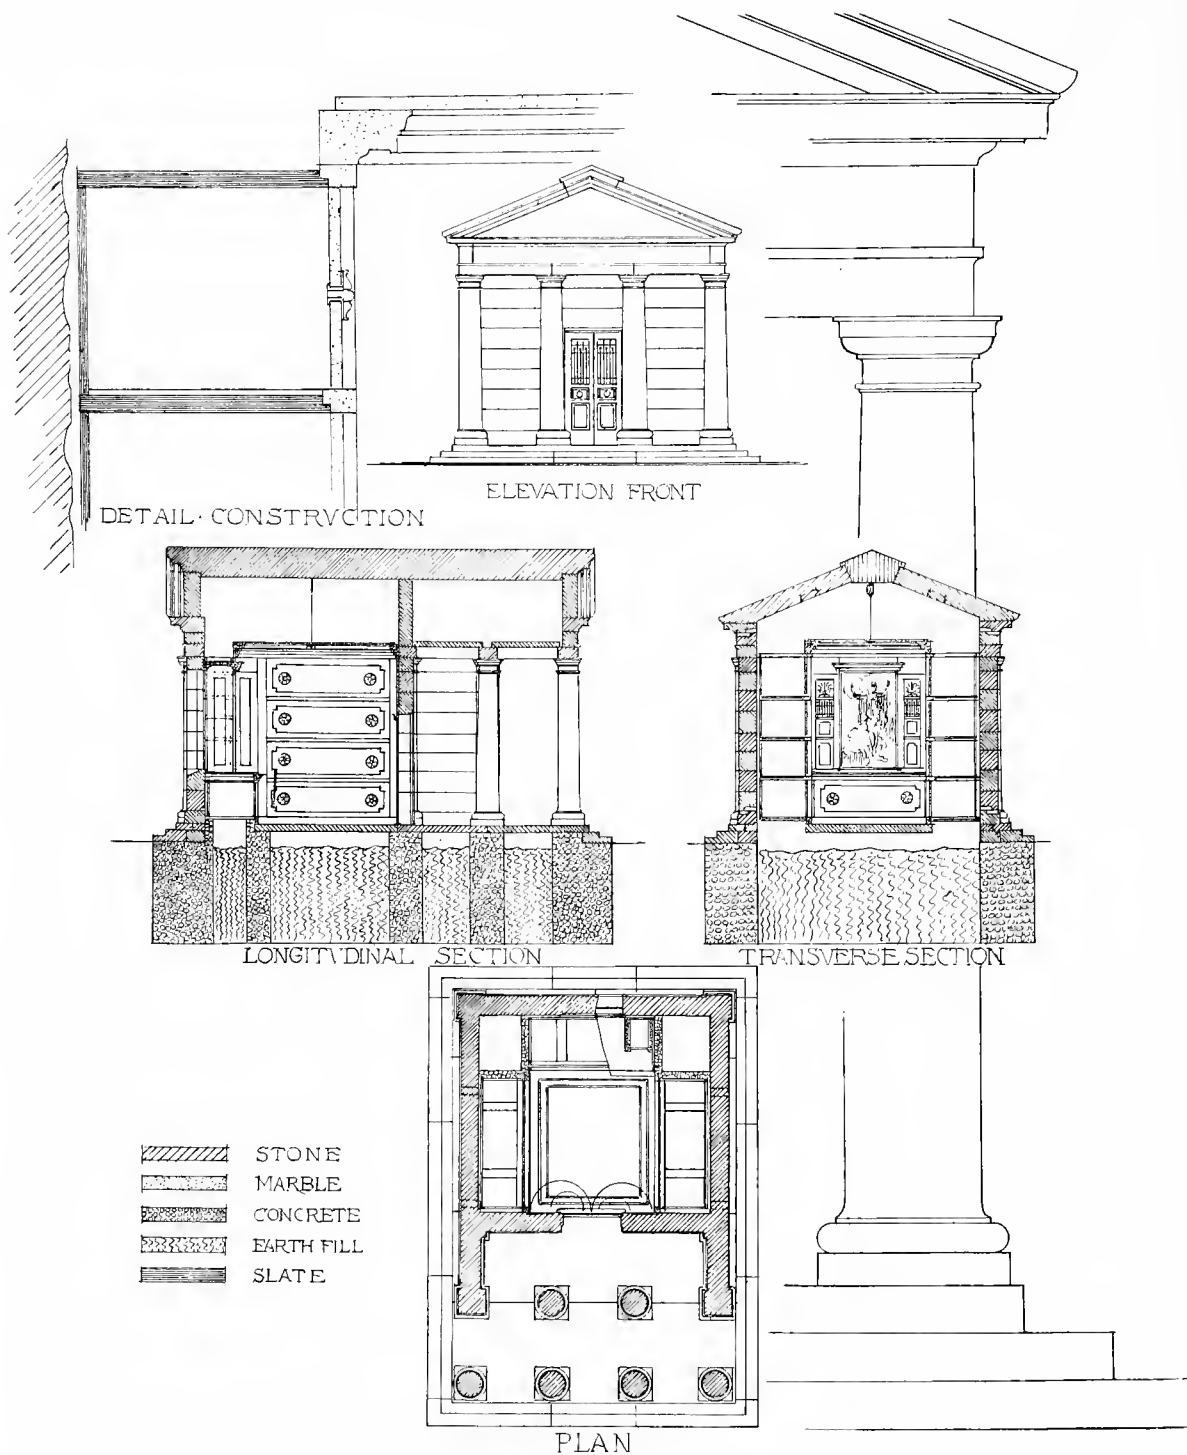 ELEVATION FRONT
DETAIL · CONSTRVCTION
LONGITVDINAL SECTION
TRANSVERSE SECTION
STONE
MARBLE
CONCRETE
EARTH FILL
SLATE
PLAN